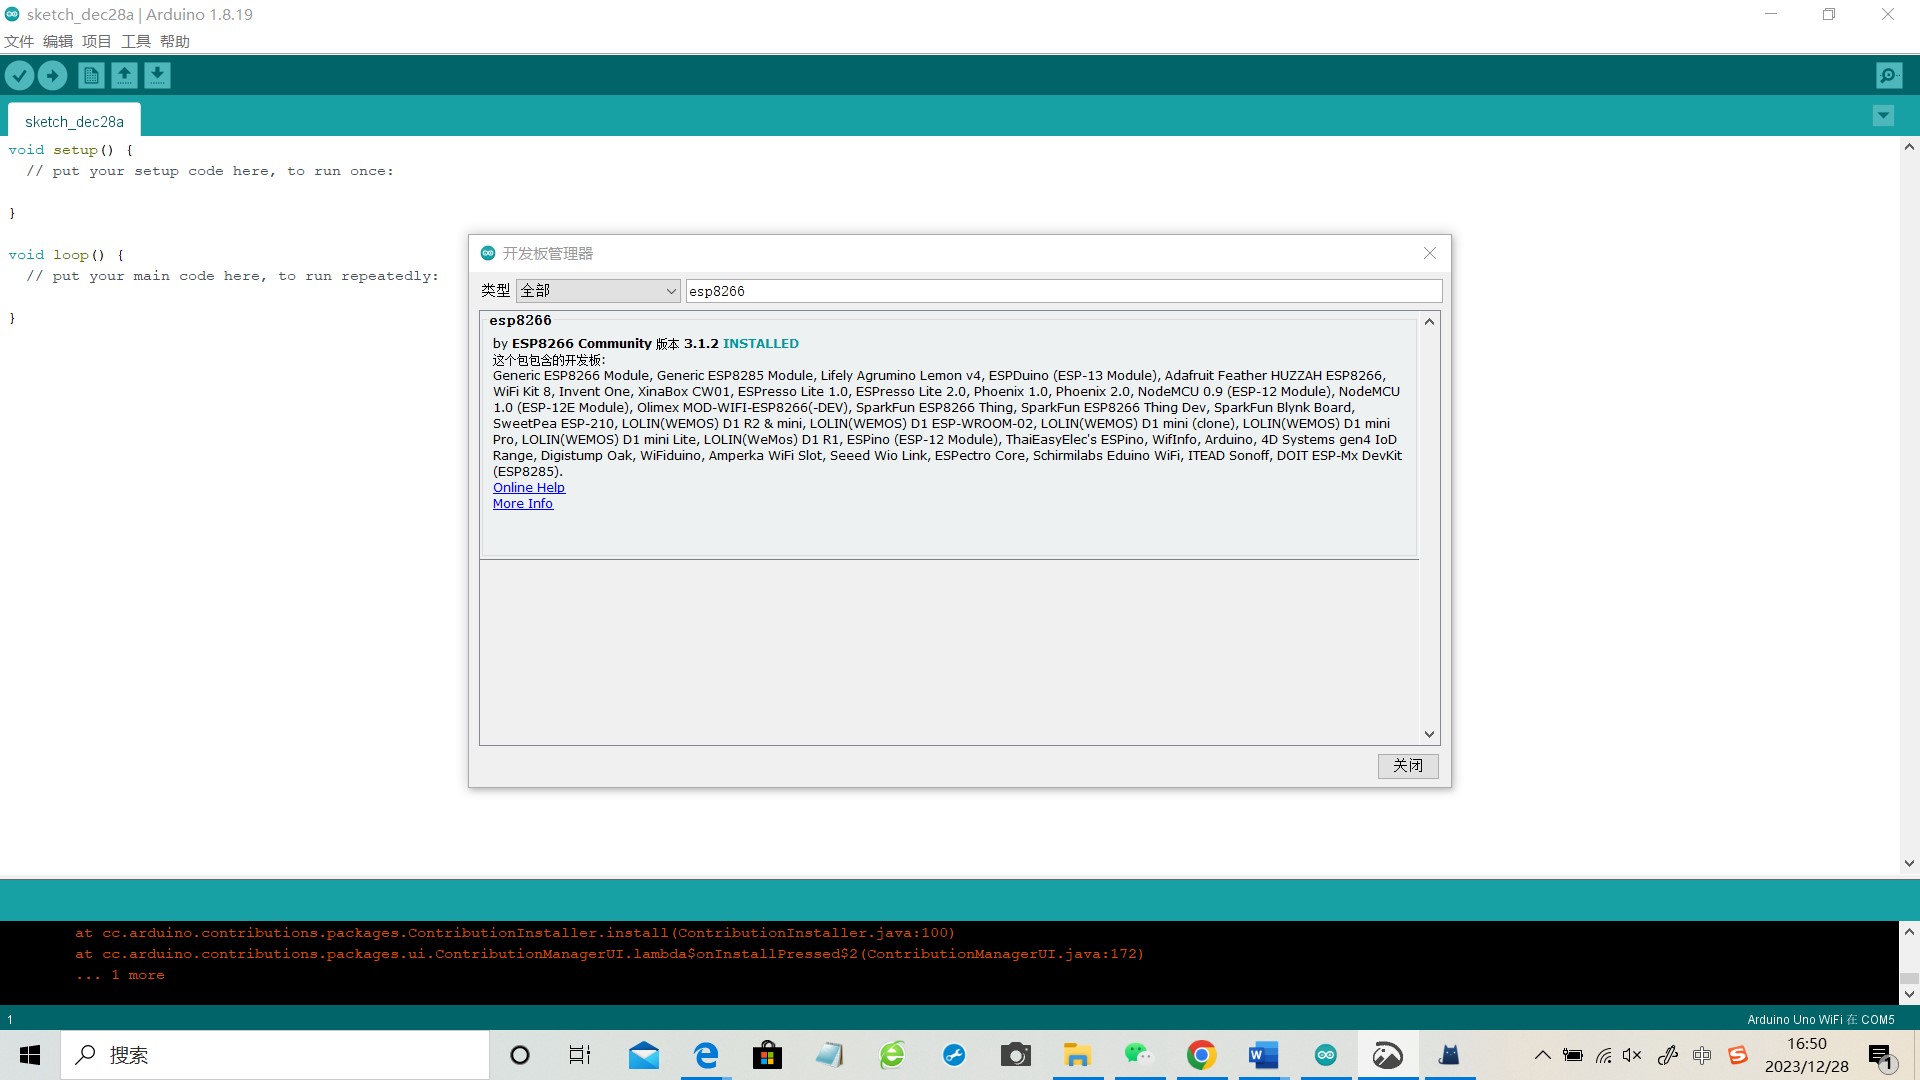 sketch_dec28a | Arduino 1.8.19
文件 编辑 项目 工具 帮助
sketch_dec28a
void setup() {
  // put your setup code here, to run once:
}
void loop() {
  // put your main code here, to run repeatedly:
}
开发板管理器
类型 全部 esp8266
esp8266
by ESP8266 Community 版本 3.1.2 INSTALLED
这个包包含的开发板:
Generic ESP8266 Module, Generic ESP8285 Module, Lifely Agrumino Lemon v4, ESPDuino (ESP-13 Module), Adafruit Feather HUZZAH ESP8266,
WiFi Kit 8, Invent One, XinaBox CW01, ESPresso Lite 1.0, ESPresso Lite 2.0, Phoenix 1.0, Phoenix 2.0, NodeMCU 0.9 (ESP-12 Module), NodeMCU
1.0 (ESP-12E Module), Olimex MOD-WIFI-ESP8266(-DEV), SparkFun ESP8266 Thing, SparkFun ESP8266 Thing Dev, SparkFun Blynk Board,
SweetPea ESP-210, LOLIN(WEMOS) D1 R2 & mini, LOLIN(WEMOS) D1 ESP-WROOM-02, LOLIN(WEMOS) D1 mini (clone), LOLIN(WEMOS) D1 mini
Pro, LOLIN(WEMOS) D1 mini Lite, LOLIN(WeMos) D1 R1, ESPino (ESP-12 Module), ThaiEasyElec's ESPino, WifInfo, Arduino, 4D Systems gen4 IoD
Range, Digistump Oak, WiFiduino, Amperka WiFi Slot, Seeed Wio Link, ESPectro Core, Schirmilabs Eduino WiFi, ITEAD Sonoff, DOIT ESP-Mx DevKit
(ESP8285).
Online Help
More Info
关闭
at cc.arduino.contributions.packages.ContributionInstaller.install(ContributionInstaller.java:100)
at cc.arduino.contributions.packages.ui.ContributionManagerUI.lambda$onInstallPressed$2(ContributionManagerUI.java:172)
... 1 more
1
Arduino Uno WiFi 在 COM5
搜索
中
16:50
2023/12/28
1